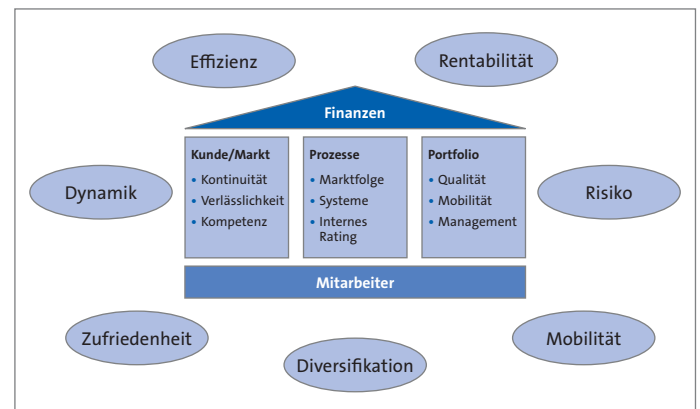 Effizienz
Rentabilität
Finanzen
Dynamik
Kunde/Markt
• Kontinuität
• Verlässlichkeit
• Kompetenz
Prozesse
• Marktfolge
• Systeme
• Internes
Rating
Portfolio
• Qualität
• Mobilität
• Management
Risiko
Mitarbeiter
Zufriedenheit
Diversifikation
Mobilität